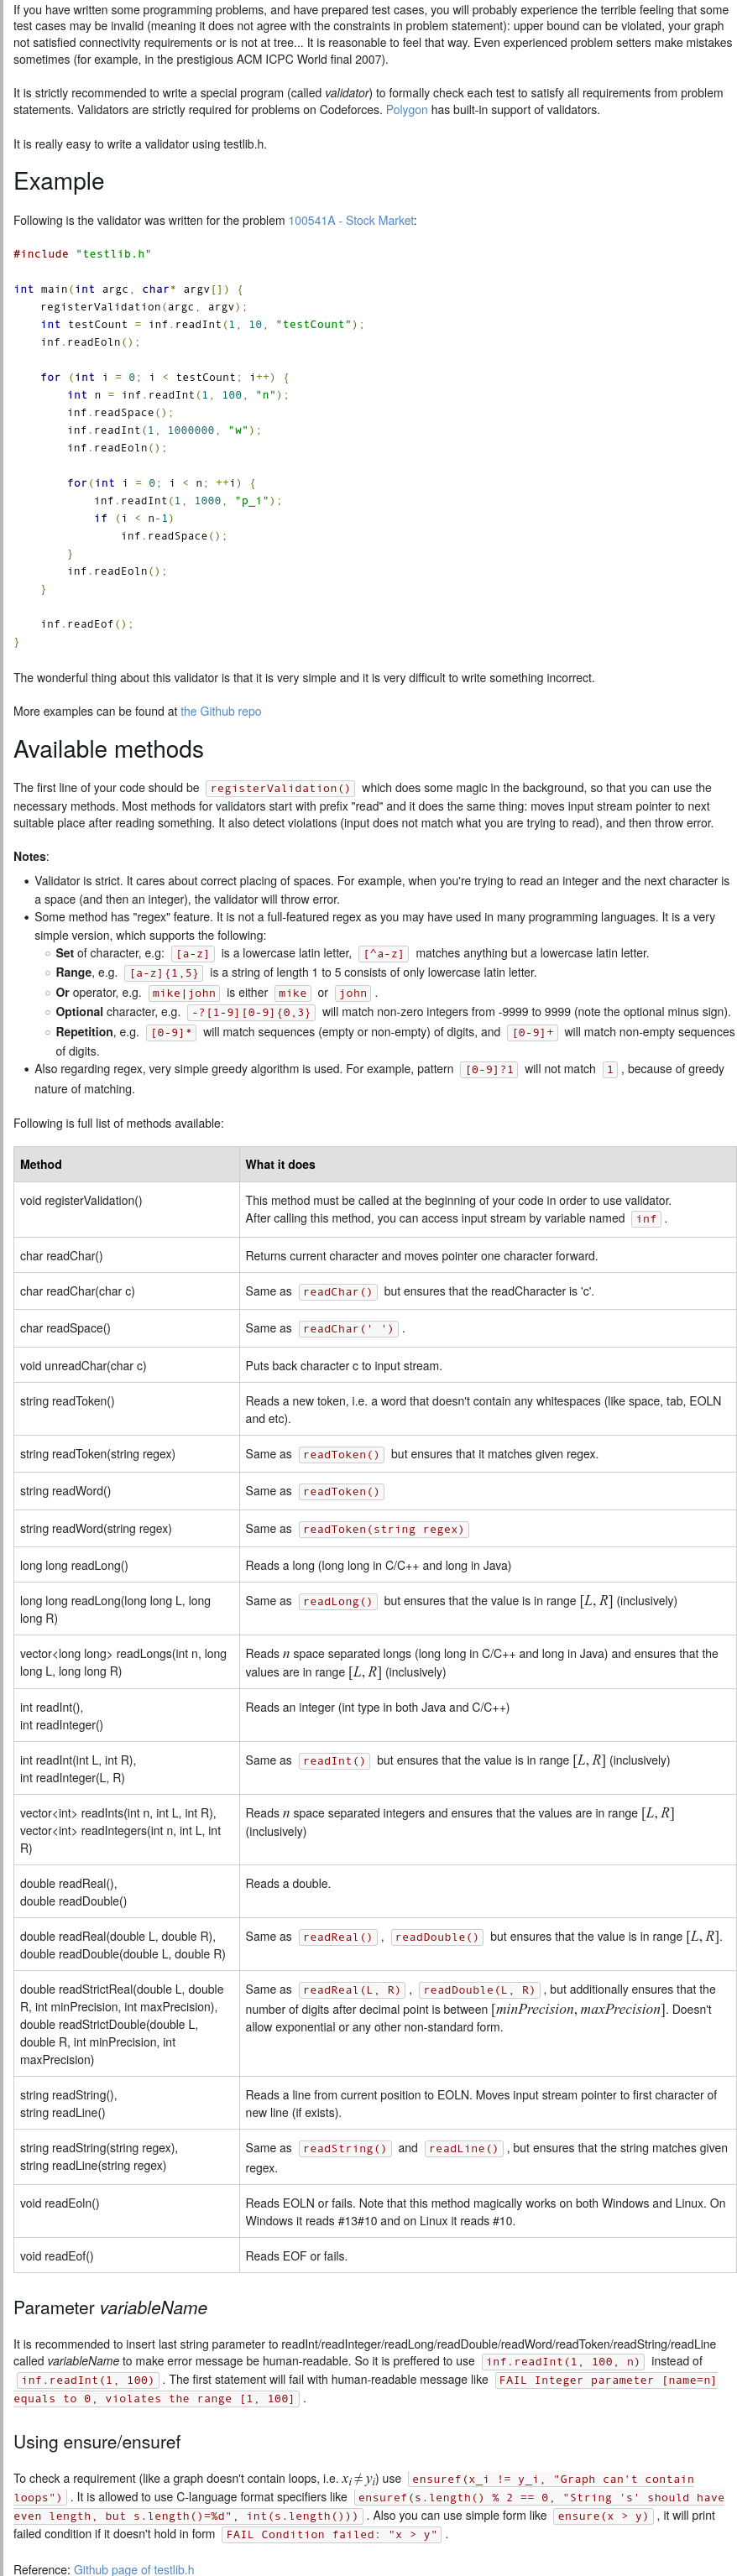 If you have written some programming problems, and have prepared test cases, you will probably experience the terrible feeling that some
test cases may be invalid (meaning it does not agree with the constraints in problem statement): upper bound can be violated, your graph
not satisfied connectivity requirements or is not at tree... It is reasonable to feel that way. Even experienced problem setters make mistakes
sometimes (for example, in the prestigious ACM ICPC World final 2007).
It is strictly recommended to write a special program (called validator) to formally check each test to satisfy all requirements from problem
statements. Validators are strictly required for problems on Codeforces. Polygon has built-in support of validators.
It is really easy to write a validator using testlib.h.
Example
Following is the validator was written for the problem 100541A - Stock Market:
#include "testlib.h"
int main(int argc, char* argv[]) {
    registerValidation(argc, argv);
    int testCount = inf.readInt(1, 10, "testCount");
    inf.readEoln();
    for (int i = 0; i < testCount; i++) {
        int n = inf.readInt(1, 100, "n");
        inf.readSpace();
        inf.readInt(1, 1000000, "w");
        inf.readEoln();
        for(int i = 0; i < n; ++i) {
            inf.readInt(1, 1000, "p_i");
            if (i < n-1)
                inf.readSpace();
        }
        inf.readEoln();
    }
    inf.readEof();
}
The wonderful thing about this validator is that it is very simple and it is very difficult to write something incorrect.
More examples can be found at the Github repo
Available methods
The first line of your code should be registerValidation() which does some magic in the background, so that you can use the
necessary methods. Most methods for validators start with prefix "read" and it does the same thing: moves input stream pointer to next
suitable place after reading something. It also detect violations (input does not match what you are trying to read), and then throw error.
Notes:
• Validator is strict. It cares about correct placing of spaces. For example, when you're trying to read an integer and the next character is
a space (and then an integer), the validator will throw error.
• Some method has "regex" feature. It is not a full-featured regex as you may have used in many programming languages. It is a very
simple version, which supports the following:
○ Set of character, e.g: [a-z] is a lowercase latin letter, [^a-z] matches anything but a lowercase latin letter.
○ Range, e.g. [a-z]{1,5} is a string of length 1 to 5 consists of only lowercase latin letter.
○ Or operator, e.g. mike|john is either mike or john .
○ Optional character, e.g. -?[1-9][0-9]{0,3} will match non-zero integers from -9999 to 9999 (note the optional minus sign).
○ Repetition, e.g. [0-9]* will match sequences (empty or non-empty) of digits, and [0-9]+ will match non-empty sequences
of digits.
• Also regarding regex, very simple greedy algorithm is used. For example, pattern [0-9]?1 will not match 1 , because of greedy
nature of matching.
Following is full list of methods available:
Method What it does
void registerValidation() This method must be called at the beginning of your code in order to use validator.
After calling this method, you can access input stream by variable named inf .
char readChar() Returns current character and moves pointer one character forward.
char readChar(char c) Same as readChar() but ensures that the readCharacter is 'c'.
char readSpace() Same as readChar(' ') .
void unreadChar(char c) Puts back character c to input stream.
string readToken() Reads a new token, i.e. a word that doesn't contain any whitespaces (like space, tab, EOLN
and etc).
string readToken(string regex) Same as readToken() but ensures that it matches given regex.
string readWord() Same as readToken()
string readWord(string regex) Same as readToken(string regex)
long long readLong() Reads a long (long long in C/C++ and long in Java)
long long readLong(long long L, long Same as readLong() but ensures that the value is in range [L, R] (inclusively)
long R)
vector<long long> readLongs(int n, long Reads n space separated longs (long long in C/C++ and long in Java) and ensures that the
long L, long long R) values are in range [L, R] (inclusively)
int readInt(), Reads an integer (int type in both Java and C/C++)
int readInteger()
int readInt(int L, int R), Same as readInt() but ensures that the value is in range [L, R] (inclusively)
int readInteger(L, R)
vector<int> readInts(int n, int L, int R), Reads n space separated integers and ensures that the values are in range [L, R]
vector<int> readIntegers(int n, int L, int (inclusively)
R)
double readReal(), Reads a double.
double readDouble()
double readReal(double L, double R), Same as readReal() , readDouble() but ensures that the value is in range [L, R].
double readDouble(double L, double R)
double readStrictReal(double L, double Same as readReal(L, R) , readDouble(L, R) , but additionally ensures that the
R, int minPrecision, int maxPrecision), number of digits after decimal point is between [minPrecision, maxPrecision]. Doesn't
double readStrictDouble(double L, allow exponential or any other non-standard form.
double R, int minPrecision, int
maxPrecision)
string readString(), Reads a line from current position to EOLN. Moves input stream pointer to first character of
string readLine() new line (if exists).
string readString(string regex), Same as readString() and readLine() , but ensures that the string matches given
string readLine(string regex) regex.
void readEoln() Reads EOLN or fails. Note that this method magically works on both Windows and Linux. On
Windows it reads #13#10 and on Linux it reads #10.
void readEof() Reads EOF or fails.
Parameter variableName
It is recommended to insert last string parameter to readInt/readInteger/readLong/readDouble/readWord/readToken/readString/readLine
called variableName to make error message be human-readable. So it is preffered to use inf.readInt(1, 100, n) instead of
inf.readInt(1, 100) . The first statement will fail with human-readable message like FAIL Integer parameter [name=n]
equals to 0, violates the range [1, 100] .
Using ensure/ensuref
To check a requirement (like a graph doesn't contain loops, i.e. xi ≠ yi) use ensuref(x_i != y_i, "Graph can't contain
loops") . It is allowed to use C-language format specifiers like ensuref(s.length() % 2 == 0, "String 's' should have
even length, but s.length()=%d", int(s.length())) . Also you can use simple form like ensure(x > y) , it will print
failed condition if it doesn't hold in form FAIL Condition failed: "x > y" .
Reference: Github page of testlib.h